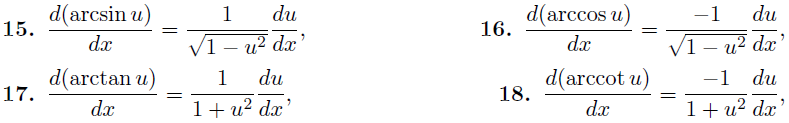 15. d(arcsin u)/dx = 1/√(1 − u²) du/dx, 16. d(arccos u)/dx = −1/√(1 − u²) du/dx,
17. d(arctan u)/dx = 1/(1 + u²) du/dx, 18. d(arccot u)/dx = −1/(1 + u²) du/dx,